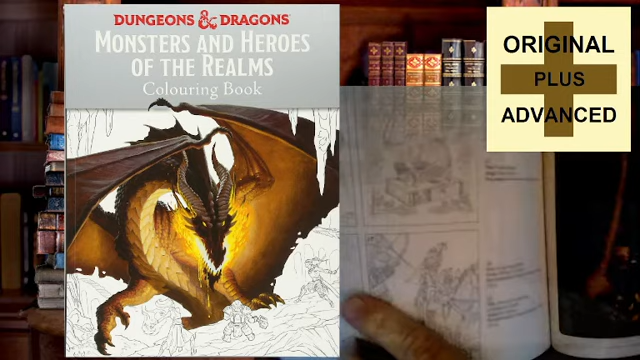 DUNGEONS & DRAGONS
MONSTERS AND HEROES
OF THE REALMS
Colouring Book
ORIGINAL
PLUS
ADVANCED